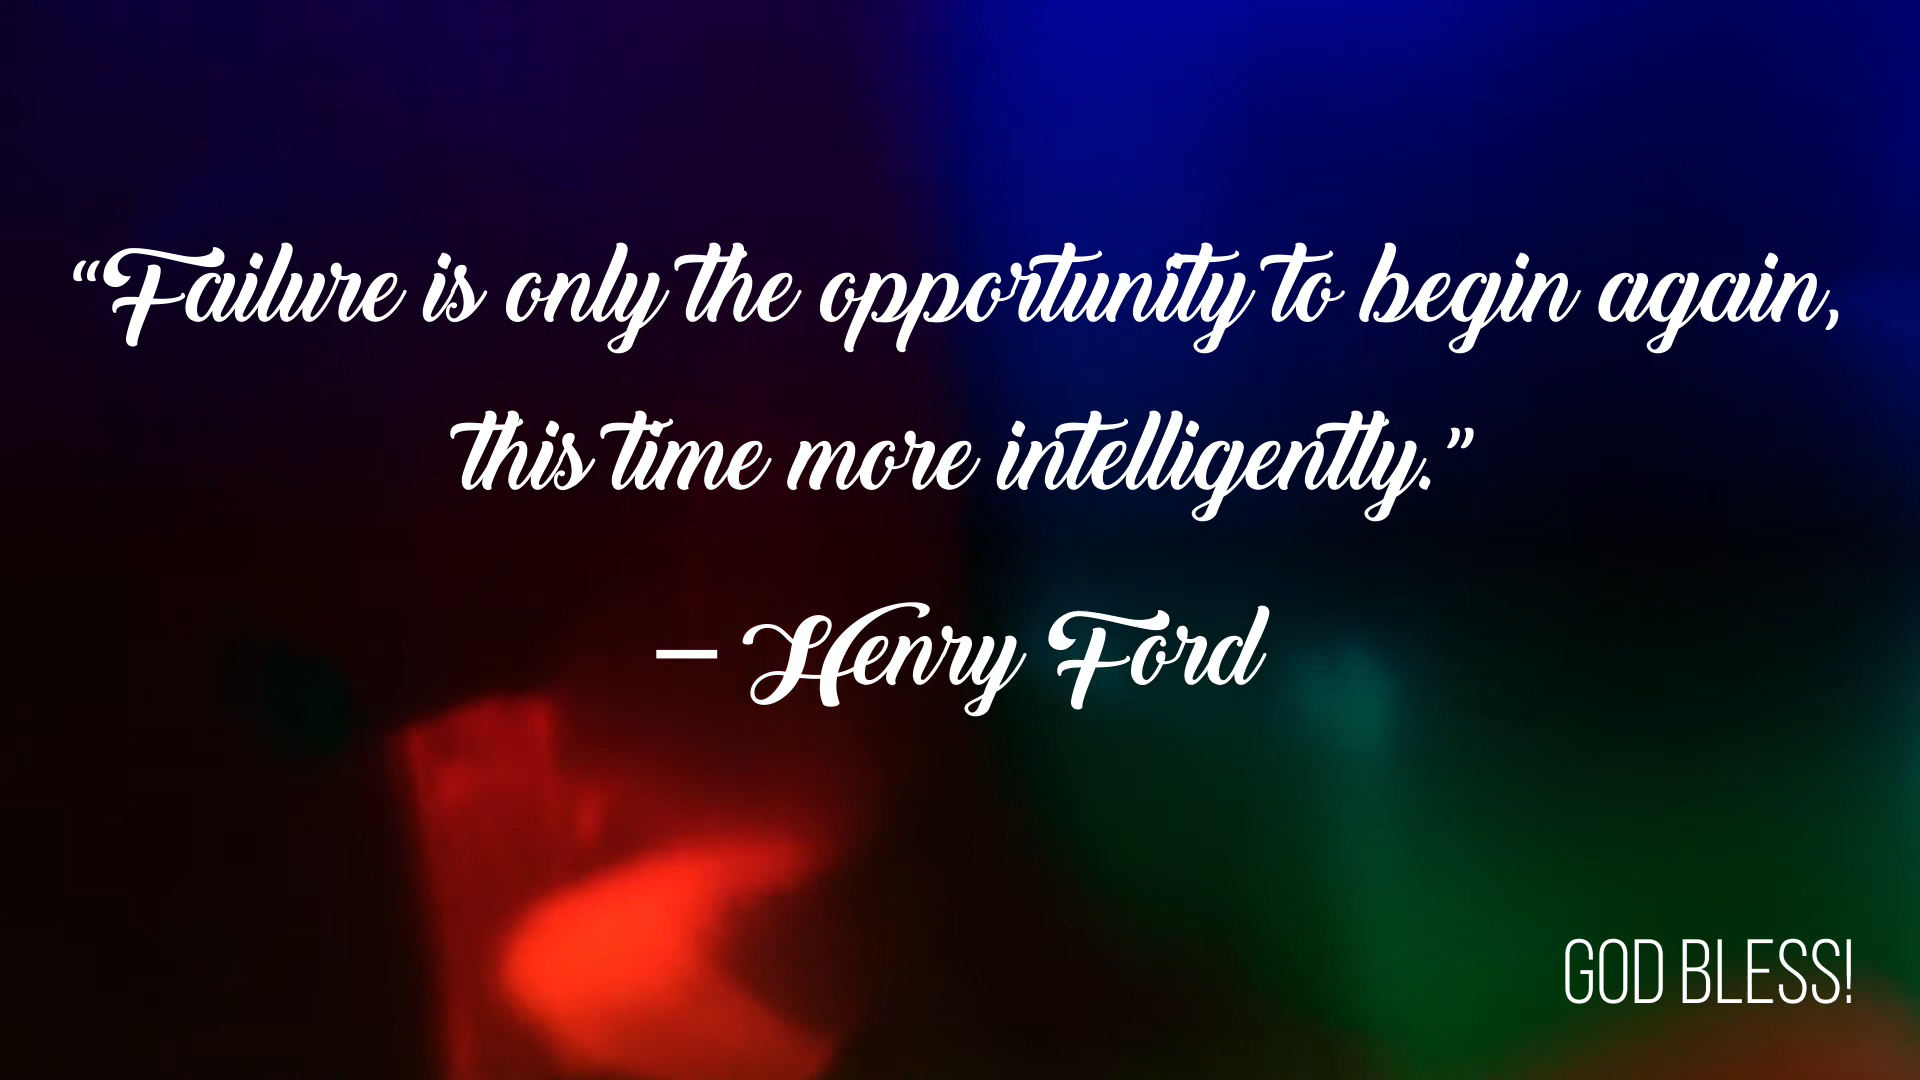 “Failure is only the opportunity to begin again,
this time more intelligently.”
– Henry Ford
GOD BLESS!